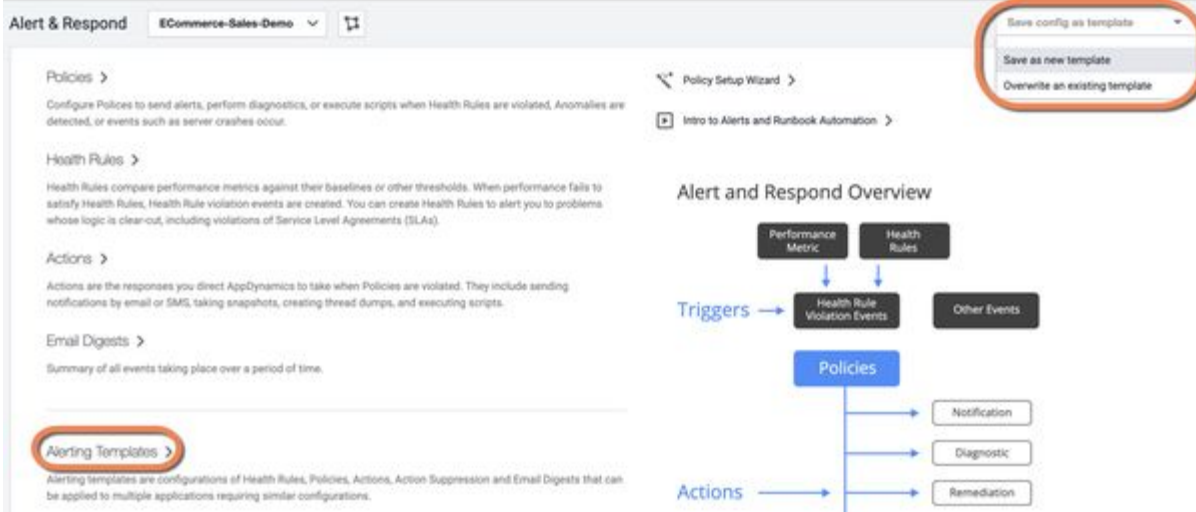 Alert & Respond
ECommerce-Sales-Demo
Save config as template
Save as new template
Overwrite an existing template
Policies >
Configure Polices to send alerts, perform diagnostics, or execute scripts when Health Rules are violated, Anomalies are
detected, or events such as server crashes occur.
Health Rules >
Health Rules compare performance metrics against their baselines or other thresholds. When performance fails to
satisfy Health Rules, Health Rule violation events are created. You can create Health Rules to alert you to problems
whose logic is clear-cut, including violations of Service Level Agreements (SLAs).
Actions >
Actions are the responses you direct AppDynamics to take when Policies are violated. They include sending
notifications by email or SMS, taking snapshots, creating thread dumps, and executing scripts.
Email Digests >
Summary of all events taking place over a period of time.
Alerting Templates >
Alerting templates are configurations of Health Rules, Policies, Actions, Action Suppression and Email Digests that can
be applied to multiple applications requiring similar configurations.
Policy Setup Wizard >
Intro to Alerts and Runbook Automation >
Alert and Respond Overview
Performance
Metric
Health
Rules
Triggers
Health Rule
Violation Events
Other Events
Policies
Notification
Diagnostic
Actions
Remediation